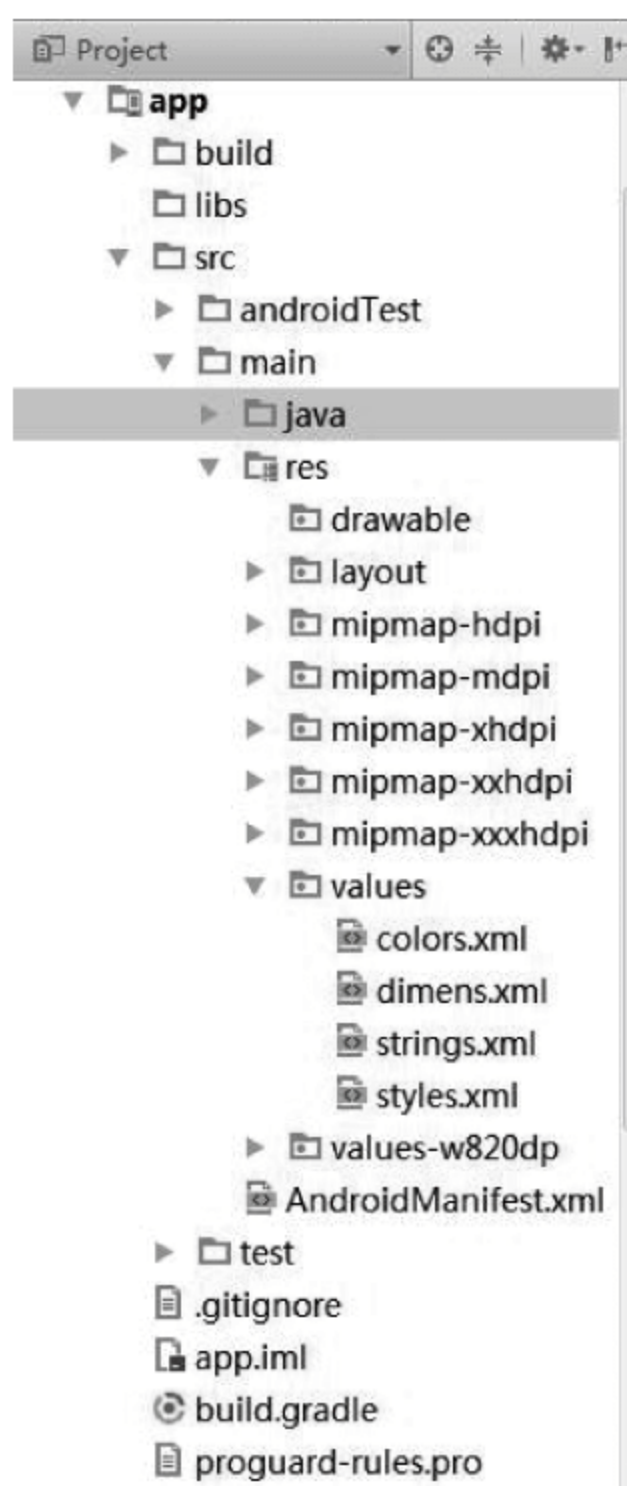 Project
app
build
libs
src
androidTest
main
java
res
drawable
layout
mipmap-hdpi
mipmap-mdpi
mipmap-xhdpi
mipmap-xxhdpi
mipmap-xxxhdpi
values
colors.xml
dimens.xml
strings.xml
styles.xml
values-w820dp
AndroidManifest.xml
test
.gitignore
app.iml
build.gradle
proguard-rules.pro